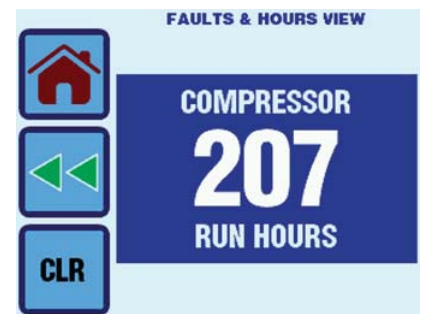 FAULTS & HOURS VIEW
COMPRESSOR
207
RUN HOURS
CLR